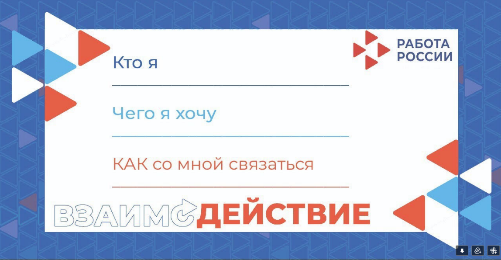 РАБОТА
РОССИИ
Кто я
Чего я хочу
КАК со мной связаться
ВЗАИМОДЕЙСТВИЕ